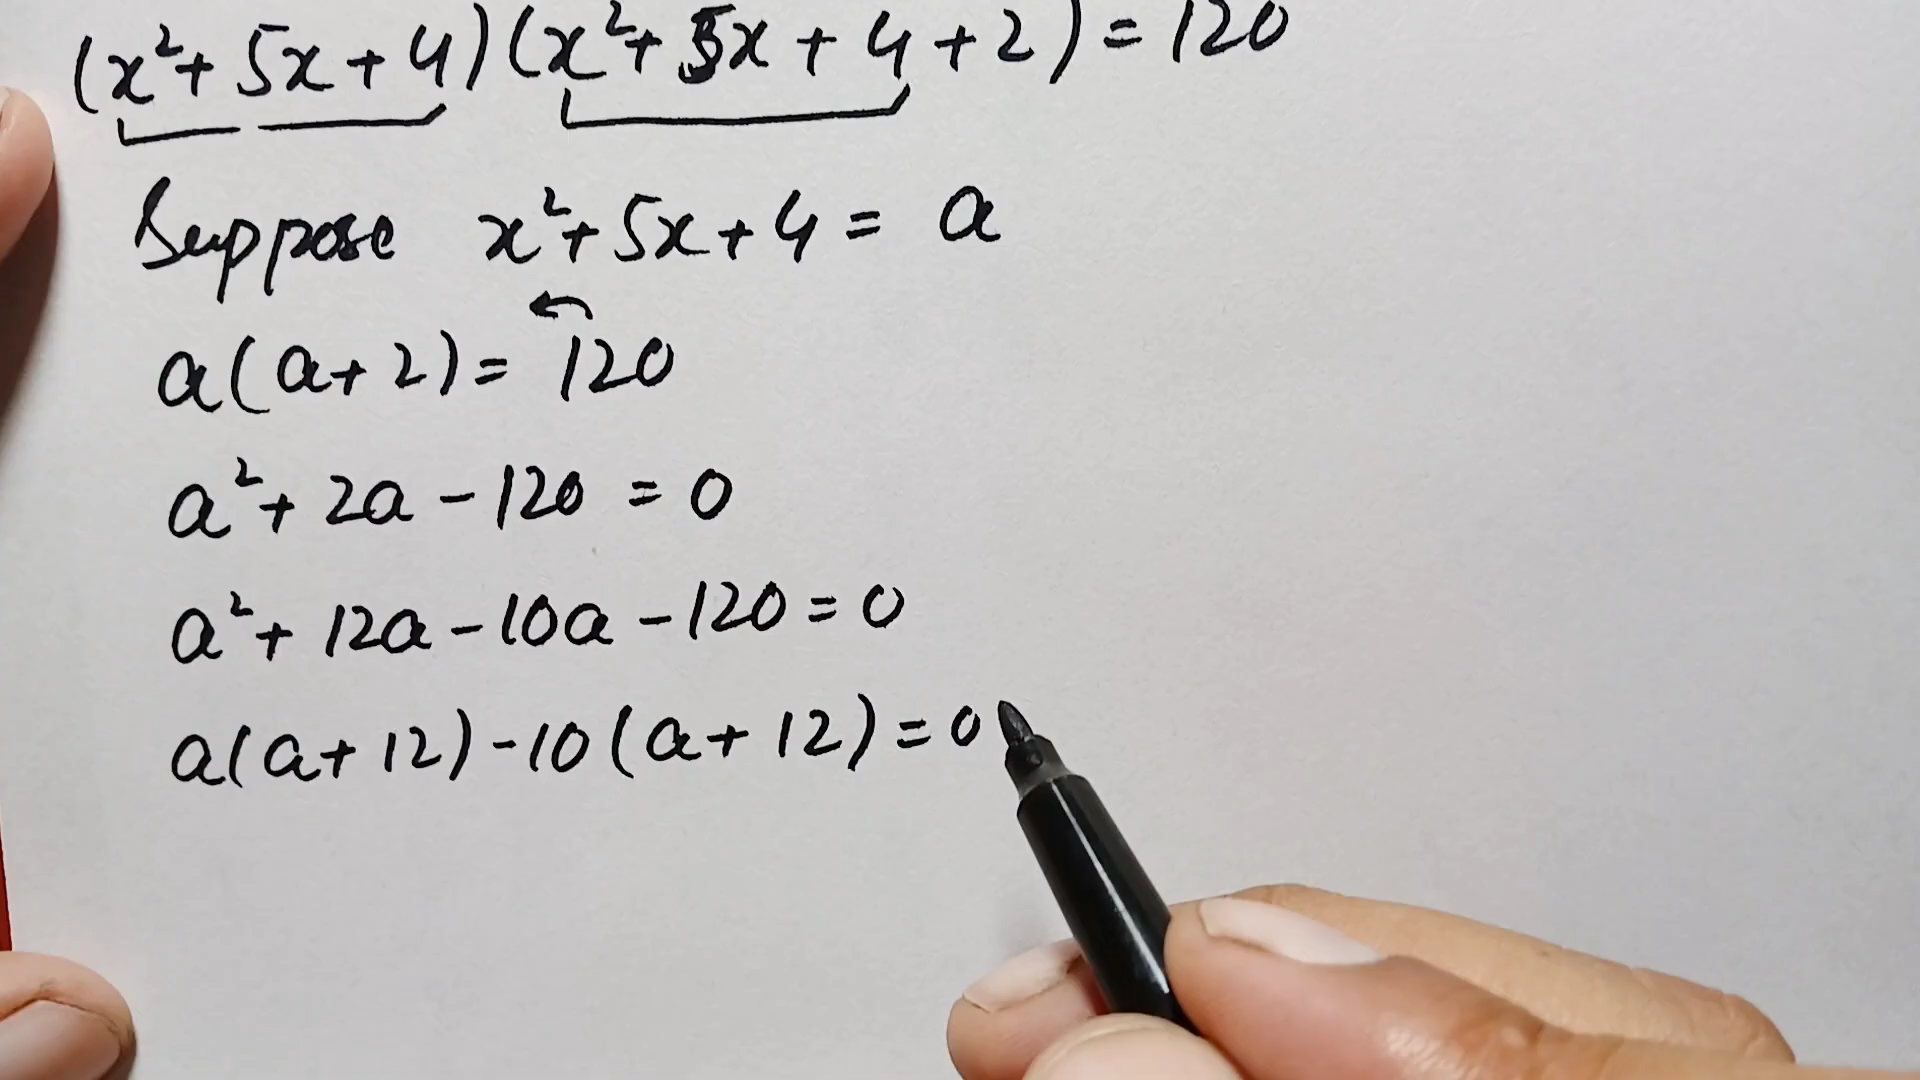 (x²+5x+4)(x²+5x+4+2)=120
Suppose x²+5x+4= a
a(a+2)= 120
a²+2a-120=0
a²+12a-10a-120=0
a(a+12)-10(a+12)=0